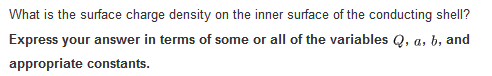 What is the surface charge density on the inner surface of the conducting shell?
Express your answer in terms of some or all of the variables Q, a, b, and
appropriate constants.